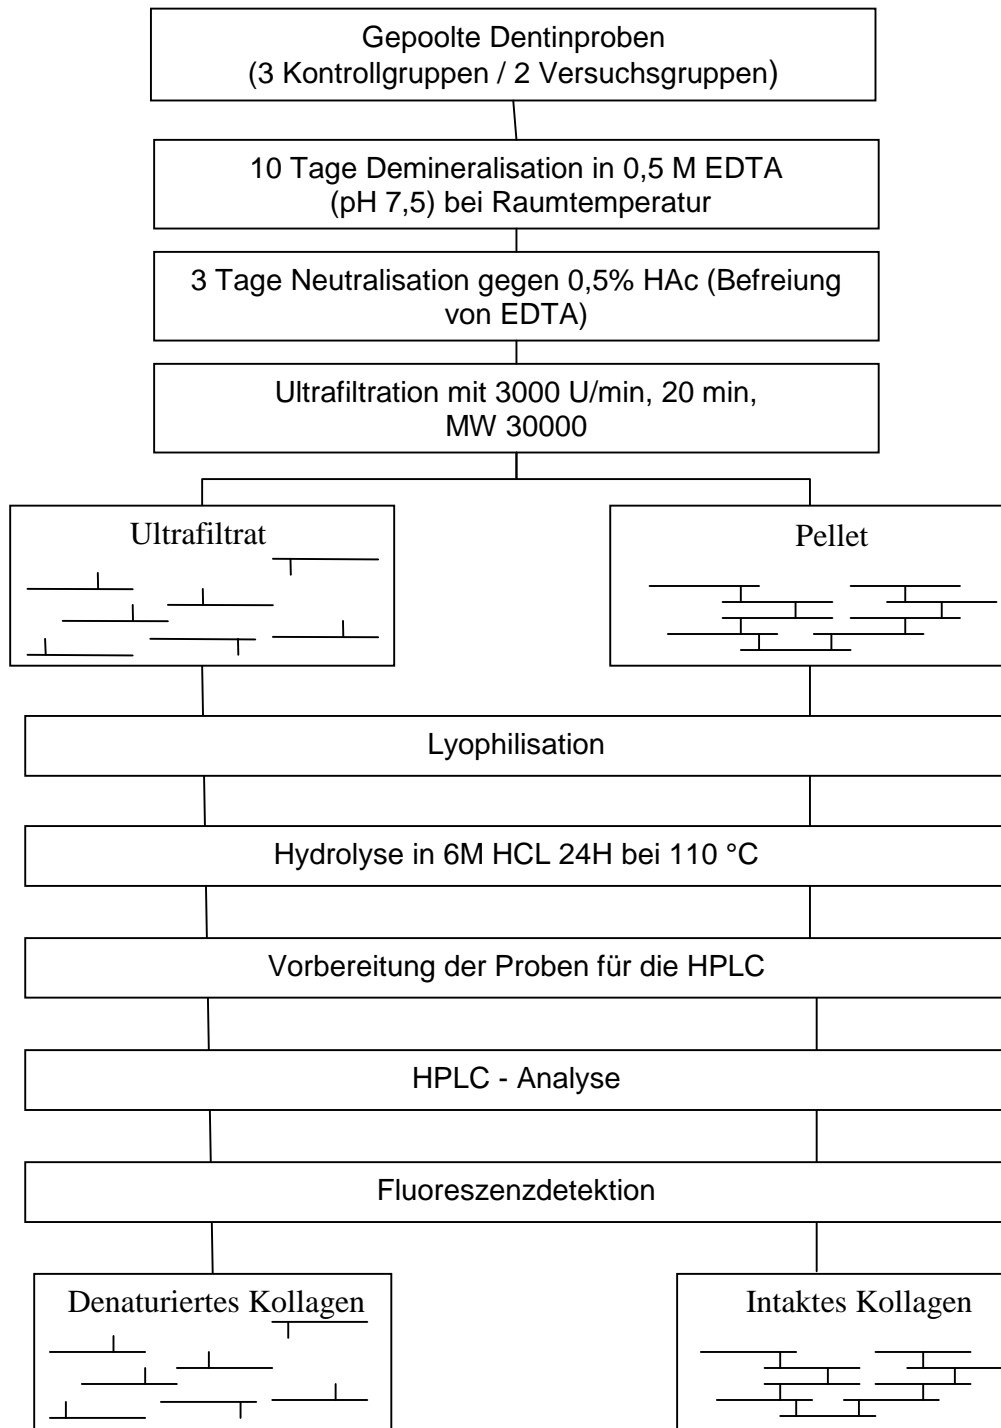 Gepoolte Dentinproben
(3 Kontrollgruppen / 2 Versuchsgruppen)
10 Tage Demineralisation in 0,5 M EDTA
(pH 7,5) bei Raumtemperatur
3 Tage Neutralisation gegen 0,5% HAc (Befreiung
von EDTA)
Ultrafiltration mit 3000 U/min, 20 min,
MW 30000
Ultrafiltrat
Pellet
Lyophilisation
Hydrolyse in 6M HCL 24H bei 110 °C
Vorbereitung der Proben für die HPLC
HPLC - Analyse
Fluoreszenzdetektion
Denaturiertes Kollagen
Intaktes Kollagen